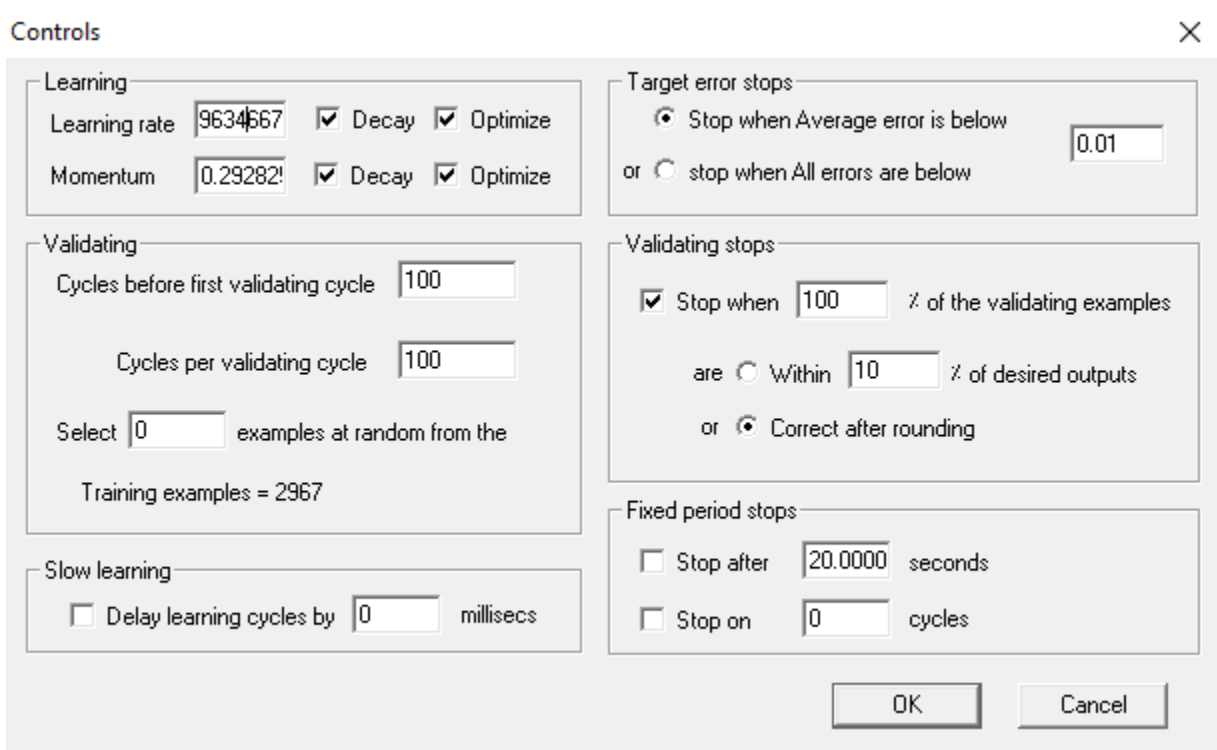 Controls
Learning
Learning rate 9634667 Decay Optimize
Momentum 0.29282 Decay Optimize
Validating
Cycles before first validating cycle 100
Cycles per validating cycle 100
Select 0 examples at random from the
Training examples = 2967
Slow learning
Delay learning cycles by 0 millisecs
Target error stops
Stop when Average error is below
0.01
or stop when All errors are below
Validating stops
Stop when 100 % of the validating examples
are Within 10 % of desired outputs
or Correct after rounding
Fixed period stops
Stop after 20.0000 seconds
Stop on 0 cycles
OK Cancel